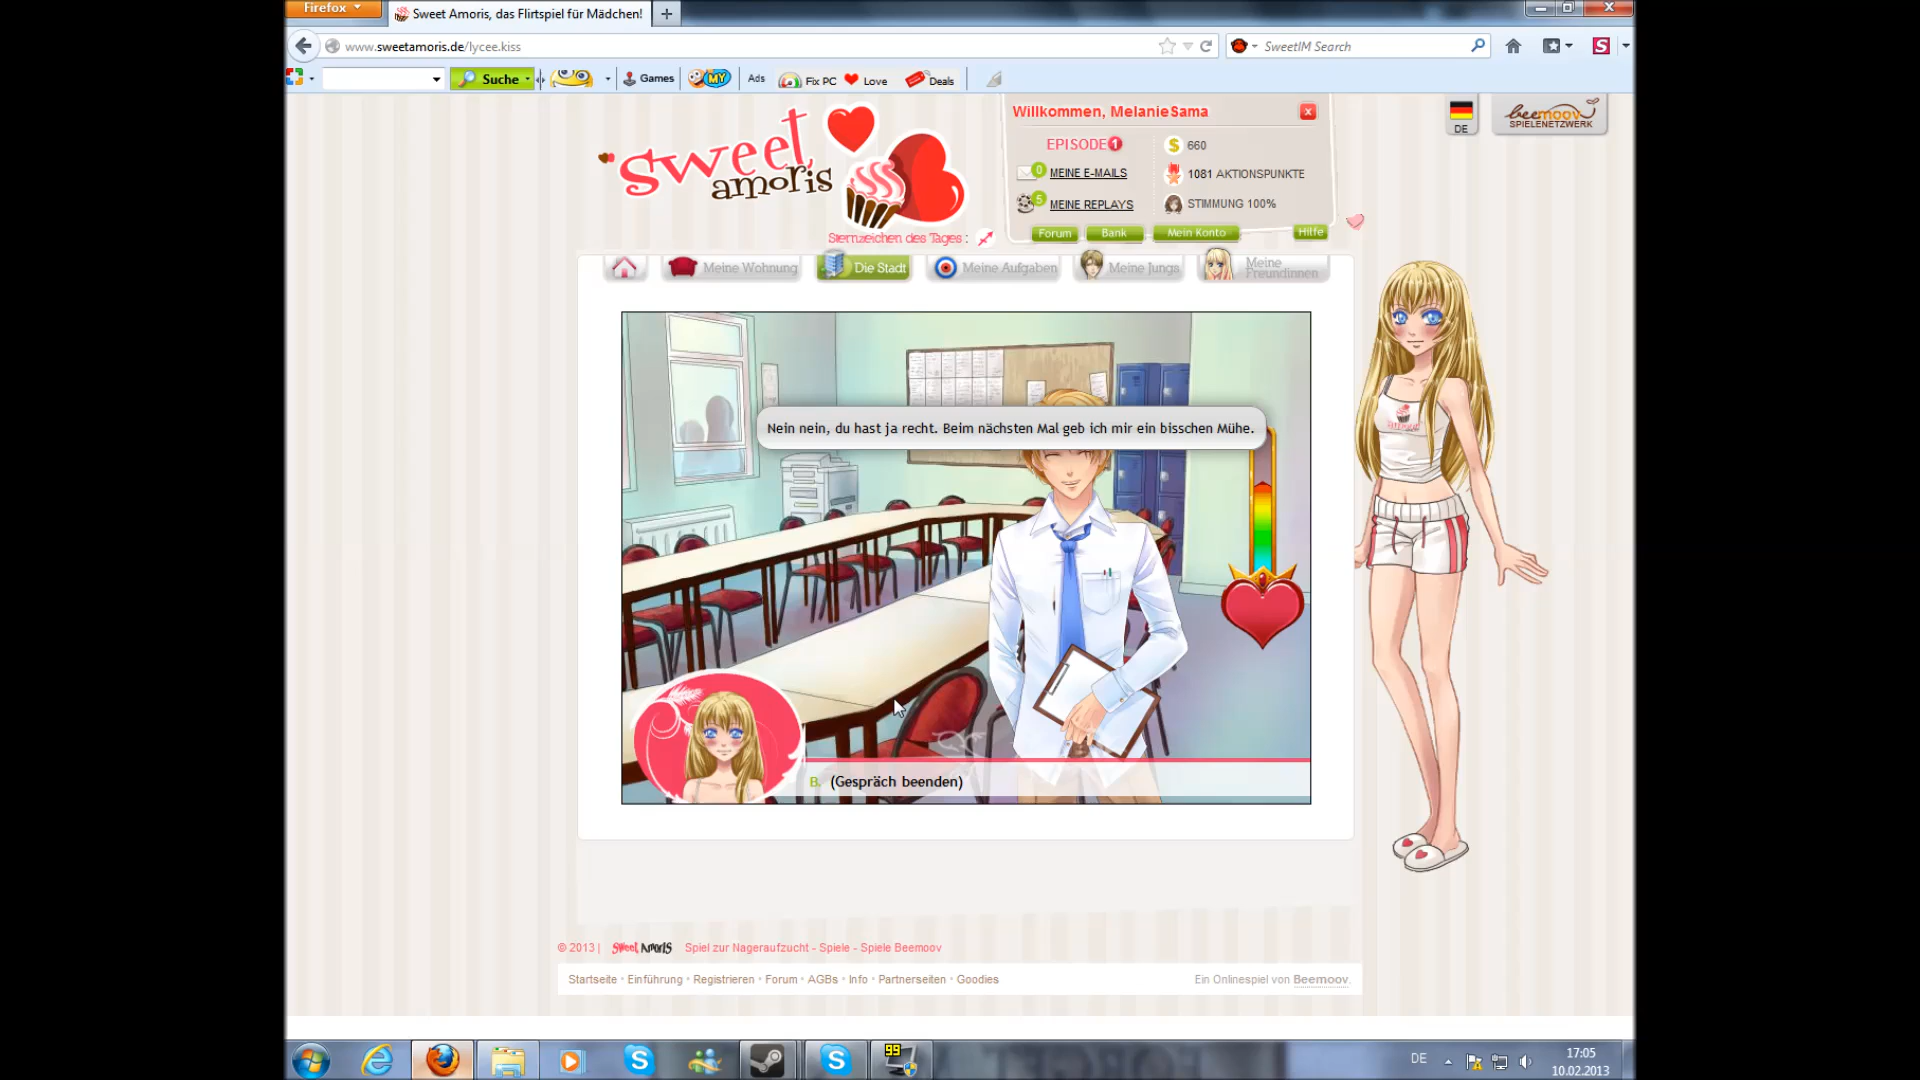 Firefox
Sweet Amoris, das Flirtspiel für Mädchen!
www.sweetamoris.de/lycee.kiss
SweetIM Search
Suche
Games
MY
Ads
Fix PC
Love
Deals
sweet amoris
Sternzeichen des Tages :
Willkommen, MelanieSama
EPISODE 1
660
0 MEINE E-MAILS
1081 AKTIONSPUNKTE
5 MEINE REPLAYS
STIMMUNG 100%
Forum
Bank
Mein Konto
Hilfe
DE
beemoov
SPIELENETZWERK
Meine Wohnung
Die Stadt
Meine Aufgaben
Meine Jungs
Meine Freundinnen
Nein nein, du hast ja recht. Beim nächsten Mal geb ich mir ein bisschen Mühe.
B. (Gespräch beenden)
© 2013 | Sweet Amoris Spiel zur Nageraufzucht - Spiele - Spiele Beemoov
Startseite • Einführung • Registrieren • Forum • AGBs • Info • Partnerseiten • Goodies
Ein Onlinespiel von Beemoov.
99
DE
17:05
10.02.2013